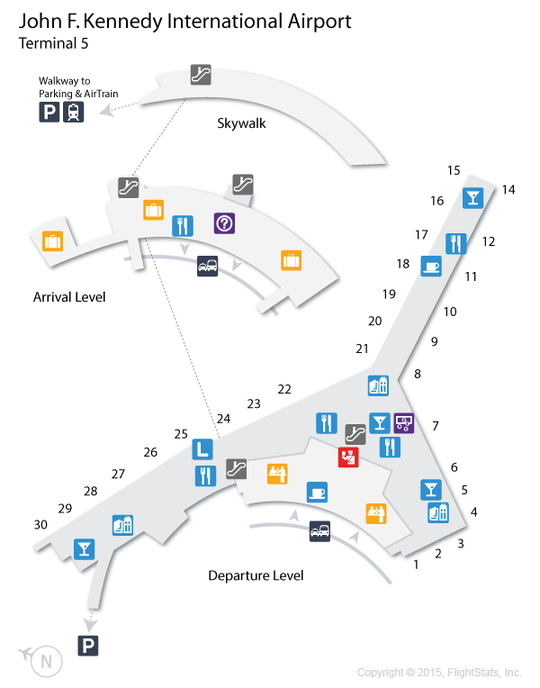 John F. Kennedy International Airport
Terminal 5
Walkway to
Parking & AirTrain
P
Skywalk
15
14
16
?
17
12
18
11
Arrival Level
19
10
20
9
21
8
22
23
24
7
25
L
26
6
27
5
28
4
29
30
3
2
1
Departure Level
P
N
Copyright © 2015, FlightStats, Inc.